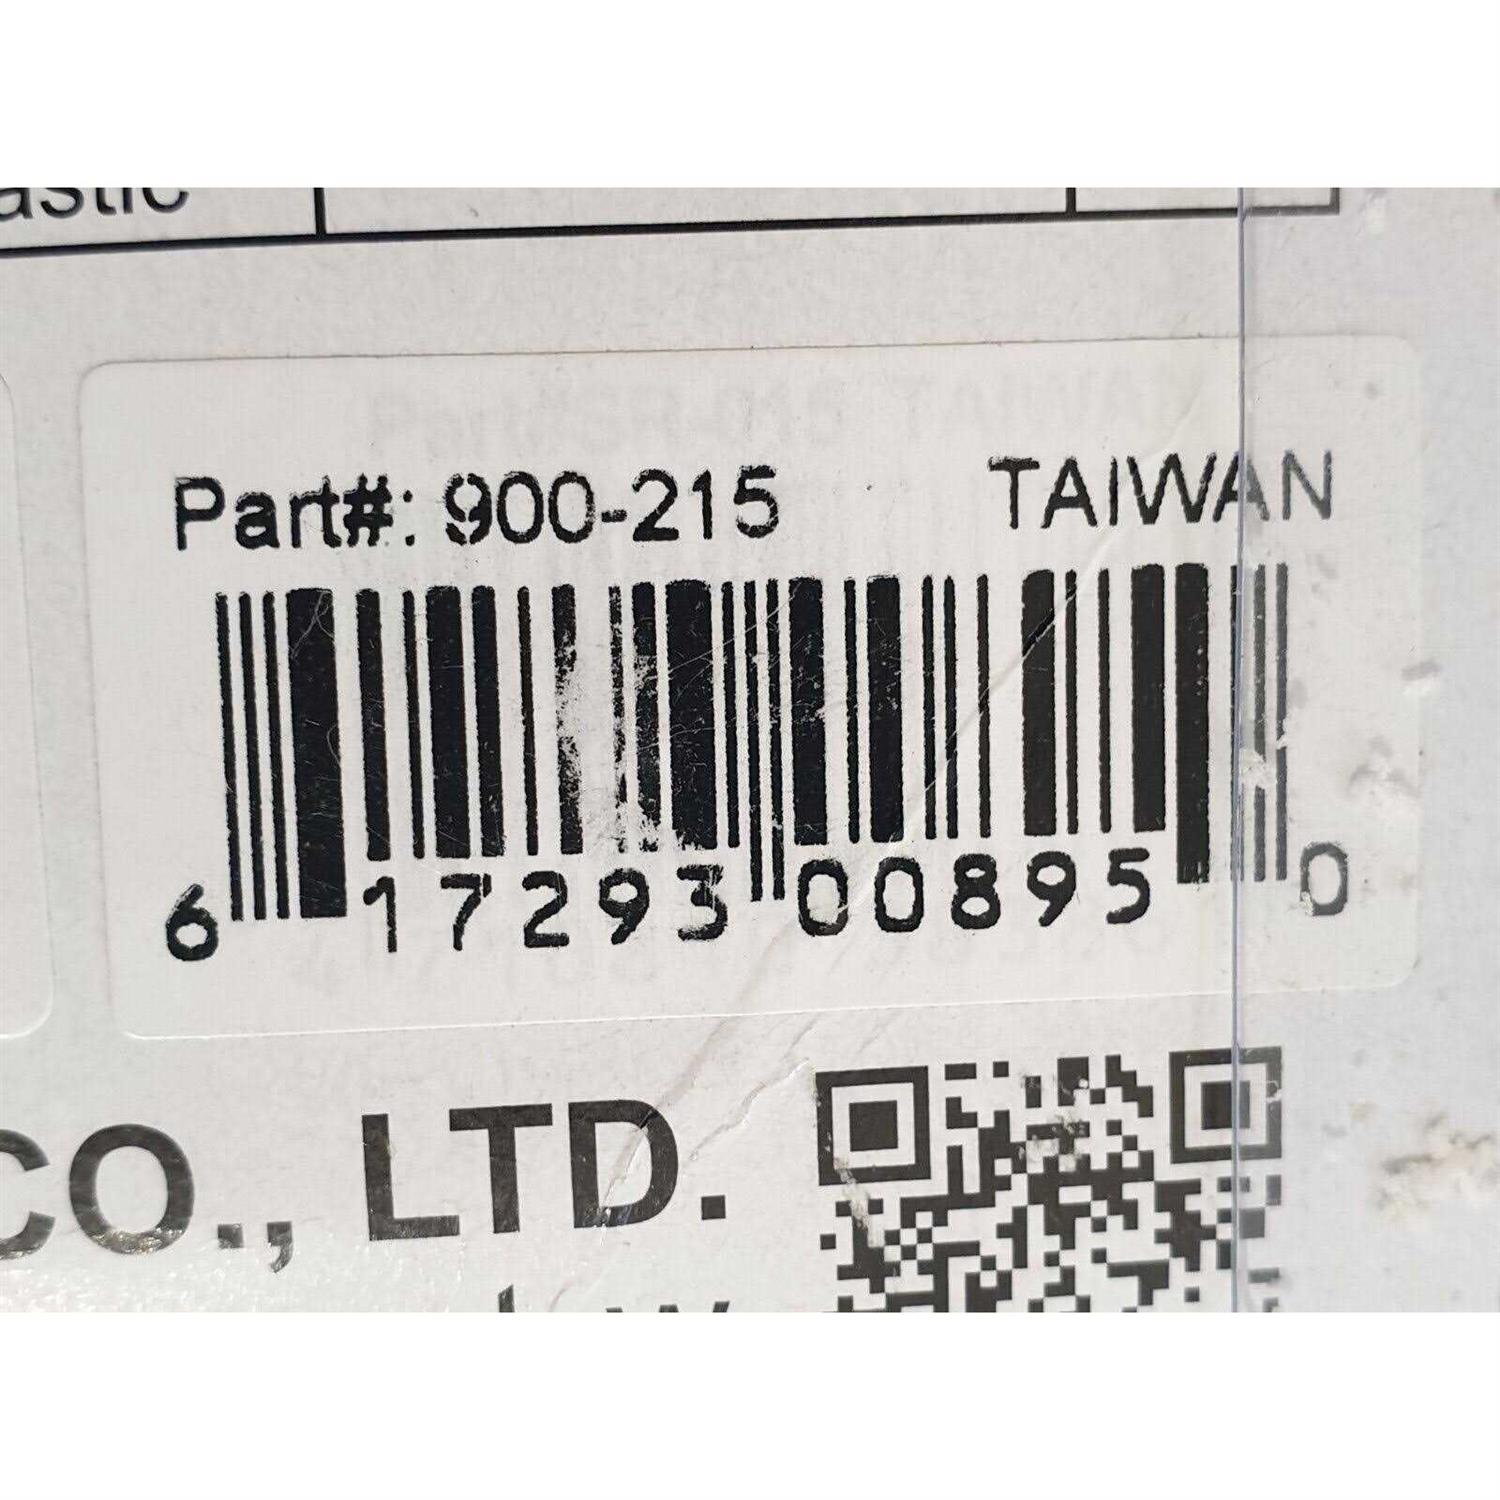 astic
Part#: 900-215 TAIWAN
6 17293 00895 0
CO., LTD.